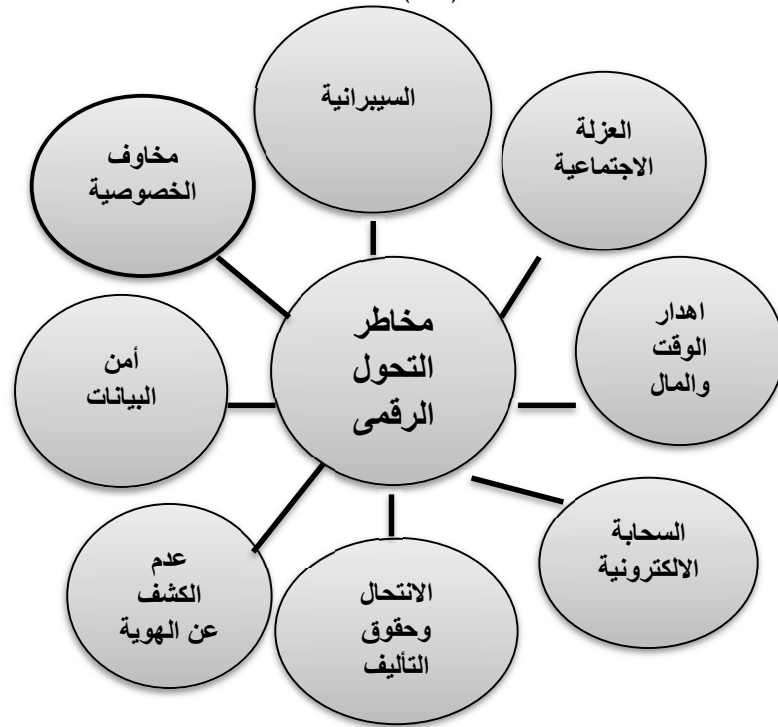 السيبرانية
العزلة
الاجتماعية
مخاوف
الخصوصية
اهدار
الوقت
والمال
مخاطر
التحول
الرقمى
أمن
البيانات
السحابة
الالكترونية
عدم
الكشف
عن الهوية
الانتحال
وحقوق
التأليف